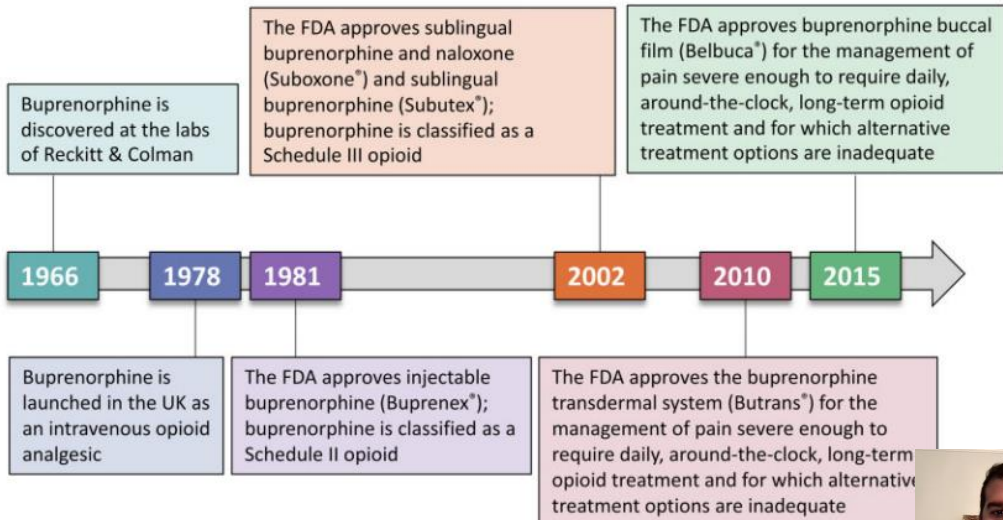 Buprenorphine is
discovered at the labs
of Reckitt & Colman
The FDA approves sublingual
buprenorphine and naloxone
(Suboxone®) and sublingual
buprenorphine (Subutex®);
buprenorphine is classified as a
Schedule III opioid
The FDA approves buprenorphine buccal
film (Belbuca®) for the management of
pain severe enough to require daily,
around-the-clock, long-term opioid
treatment and for which alternative
treatment options are inadequate
1966
1978
1981
2002
2010
2015
Buprenorphine is
launched in the UK as
an intravenous opioid
analgesic
The FDA approves injectable
buprenorphine (Buprenex®);
buprenorphine is classified as a
Schedule II opioid
The FDA approves the buprenorphine
transdermal system (Butrans®) for the
management of pain severe enough to
require daily, around-the-clock, long-term
opioid treatment and for which alternative
treatment options are inadequate